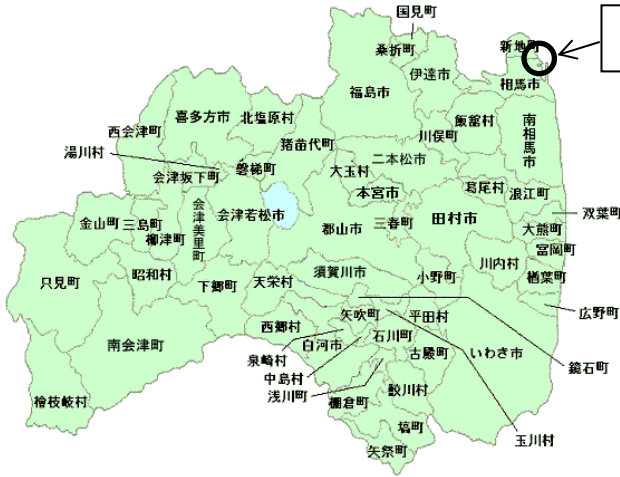 国見町
桑折町
新地町
伊達市
相馬市
福島市
喜多方市
北塩原村
飯舘村
南相馬市
西会津町
猪苗代町
川俣町
湯川村
二本松市
磐梯町
大玉村
会津坂下町
本宮市
葛尾村
浪江町
会津美里町
会津若松市
双葉町
金山町
三島町
田村市
柳津町
郡山市
三春町
大熊町
富岡町
川内村
楢葉町
昭和村
須賀川市
小野町
只見町
下郷町
天栄村
広野町
矢吹町
平田村
西郷村
石川町
南会津町
白河市
古殿町
いわき市
泉崎村
鏡石町
中島村
浅川町
鮫川村
檜枝岐村
棚倉町
塙町
玉川村
矢祭町